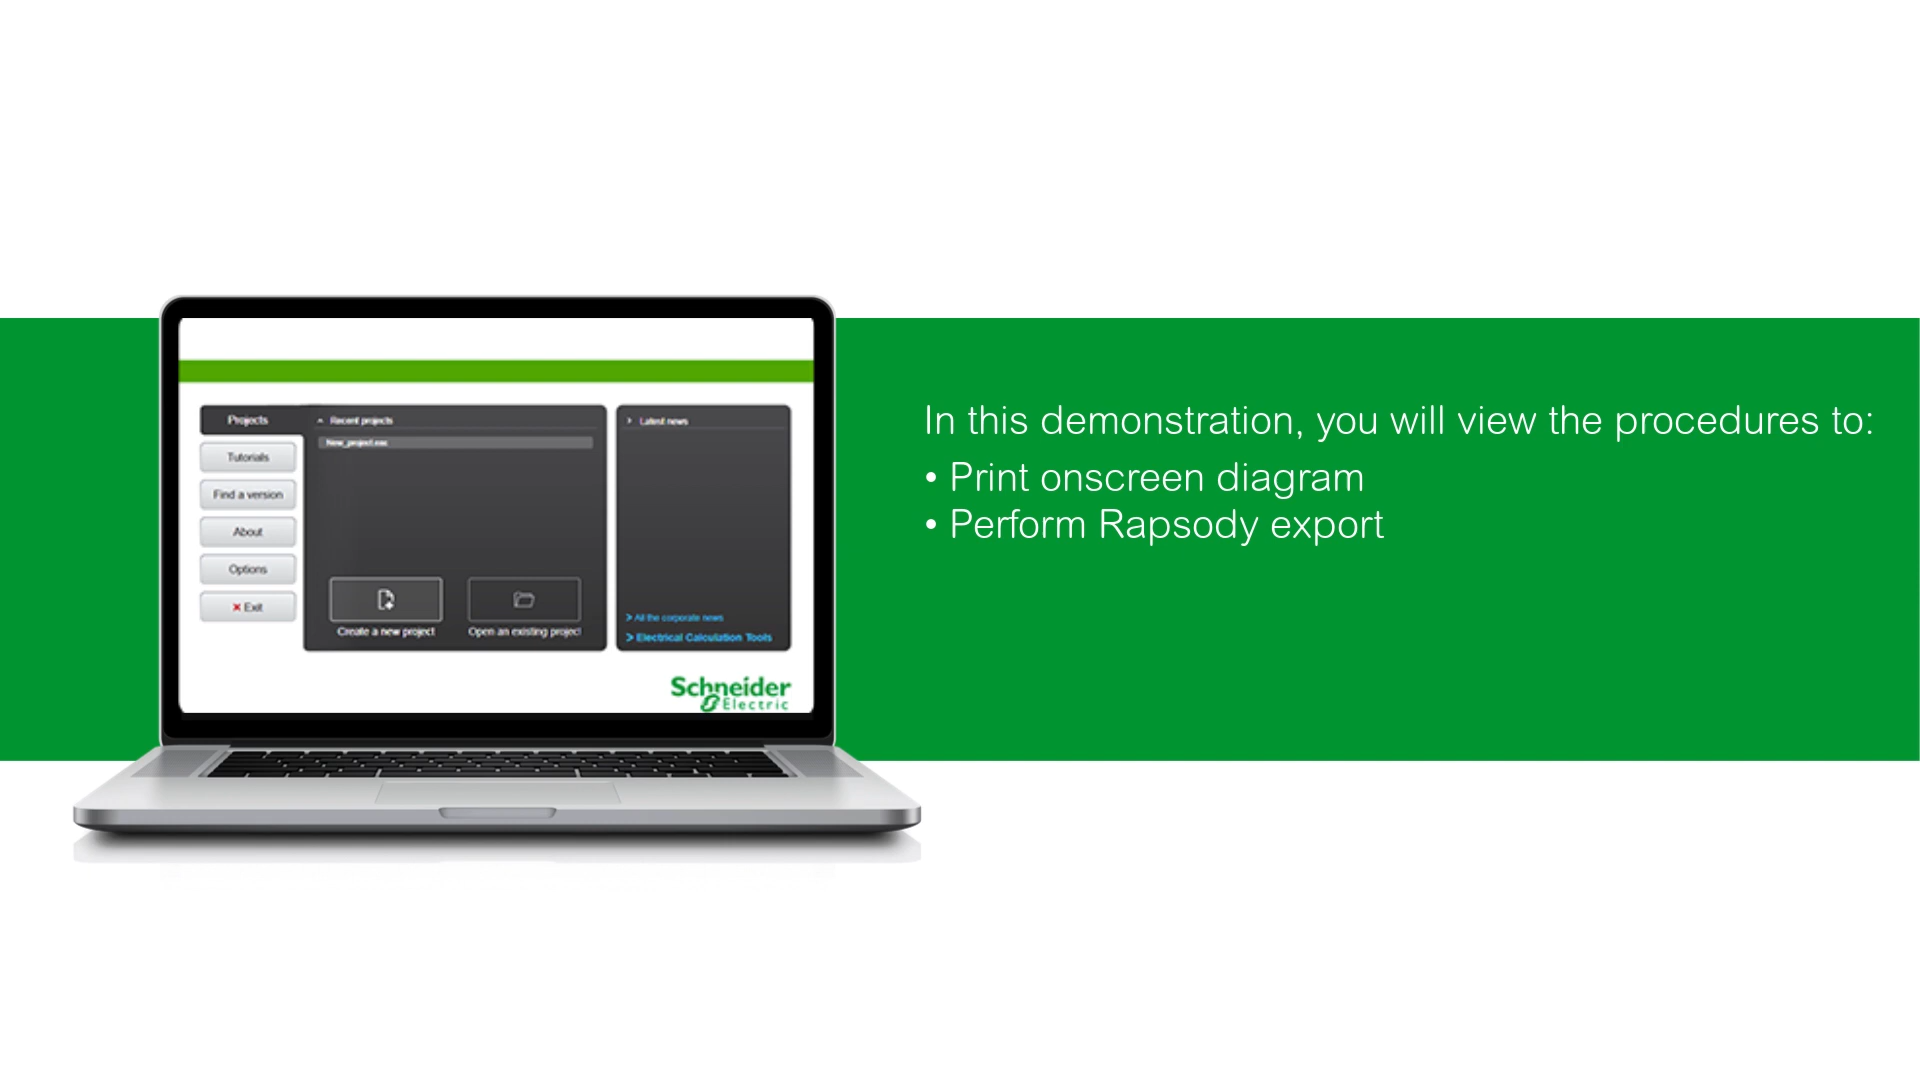 Projects
Tutorials
Find a version
About
Options
× Exit
Recent projects
Create a new project
Open an existing project
Latest news
> All the corporate news
> Electrical Calculation Tools
Schneider
Electric
In this demonstration, you will view the procedures to:
• Print onscreen diagram
• Perform Rapsody export